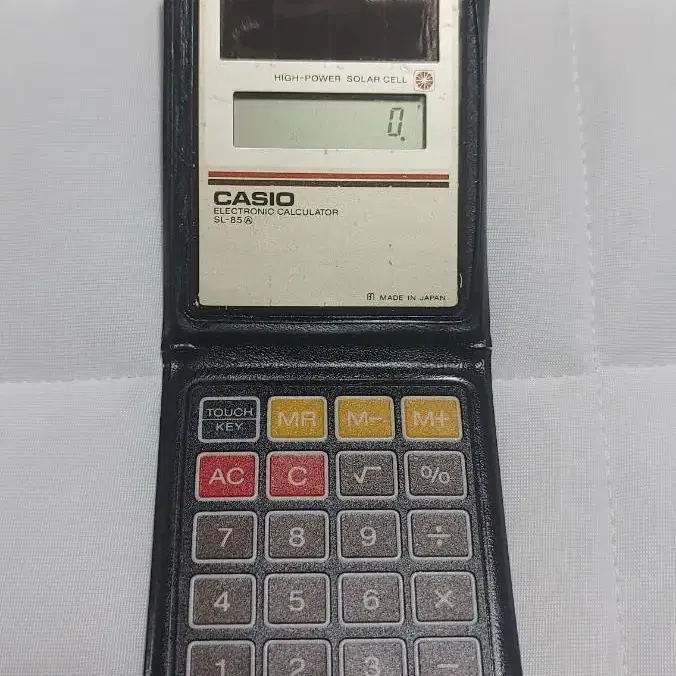 HIGH-POWER SOLAR CELL
0.
CASIO
ELECTRONIC CALCULATOR
SL-85 Ⓐ
MADE IN JAPAN
TOUCH KEY MR M− M+
AC C √ %
7 8 9 ÷
4 5 6 ×
1 2 3 −